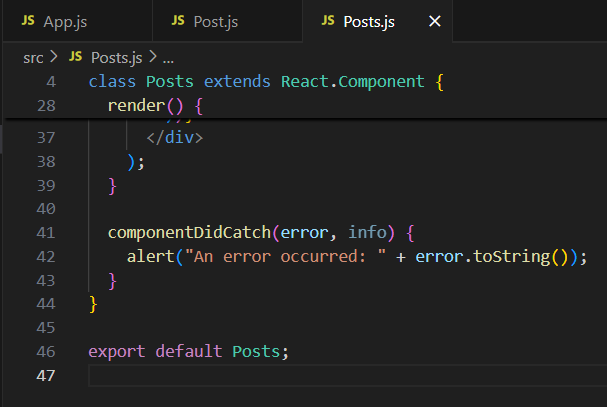 JS App.js JS Post.js JS Posts.js ×
src > JS Posts.js > ...
4 class Posts extends React.Component {
28 render() {
37 </div>
38 );
39 }
40
41 componentDidCatch(error, info) {
42 alert("An error occurred: " + error.toString());
43 }
44 }
45
46 export default Posts;
47